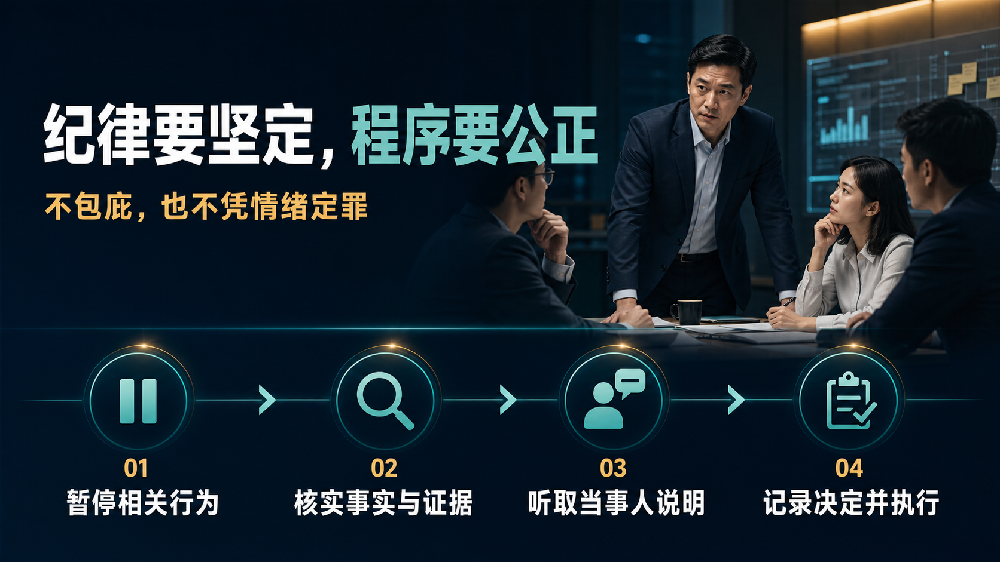 纪律要坚定，程序要公正
不包庇，也不凭情绪定罪
01
暂停相关行为
02
核实事实与证据
03
听取当事人说明
04
记录决定并执行